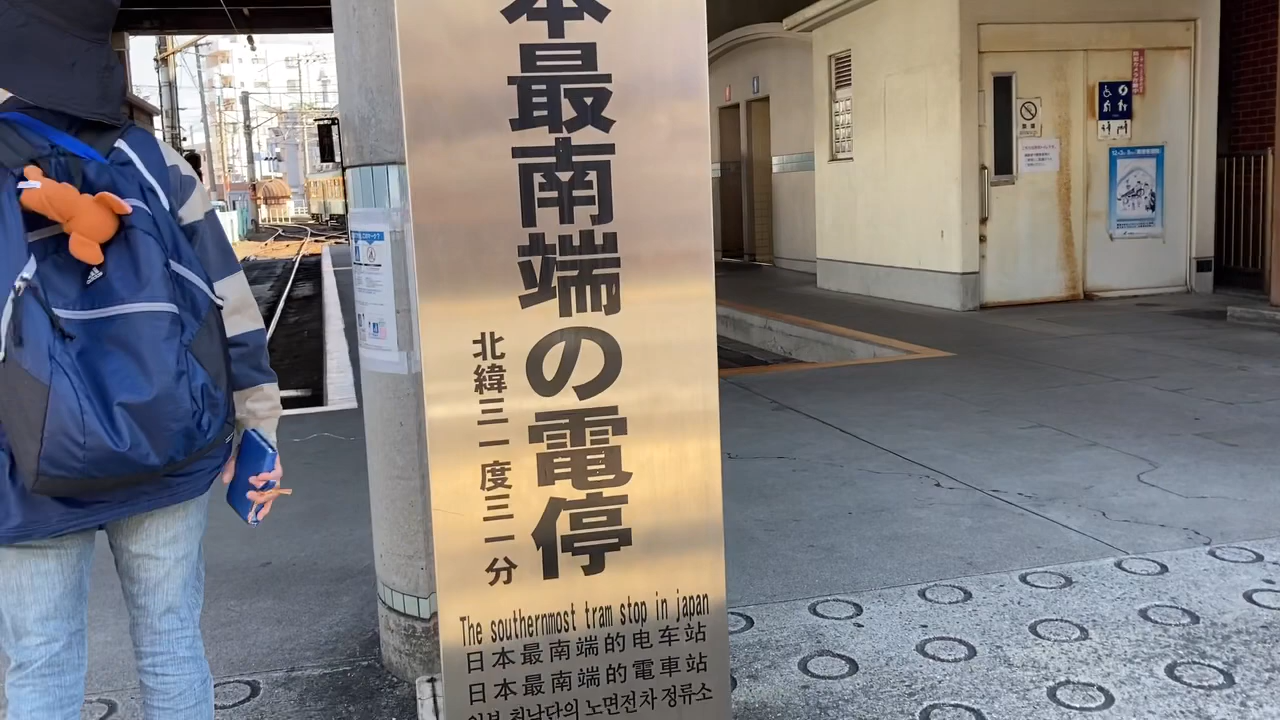 本最南端の電停
北緯三一度三一分
The southernmost tram stop in japan
日本最南端的电车站
日本最南端的電車站
일본 최남단의 노면전차 정류소